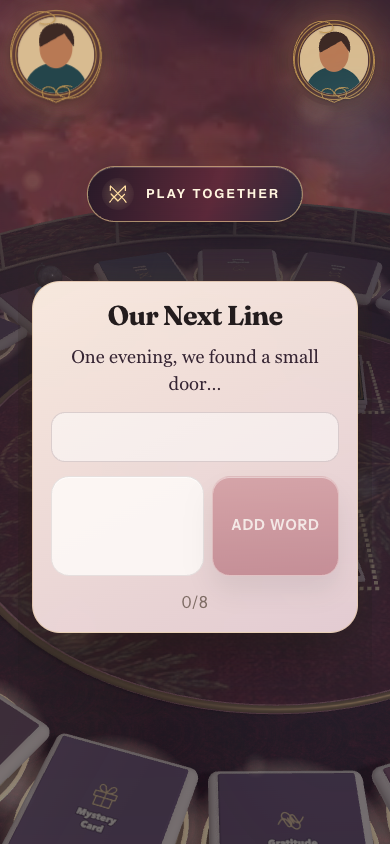 PLAY TOGETHER
Our Next Line
One evening, we found a small
door...
ADD WORD
0/8
Mystery
Card
Gratitude